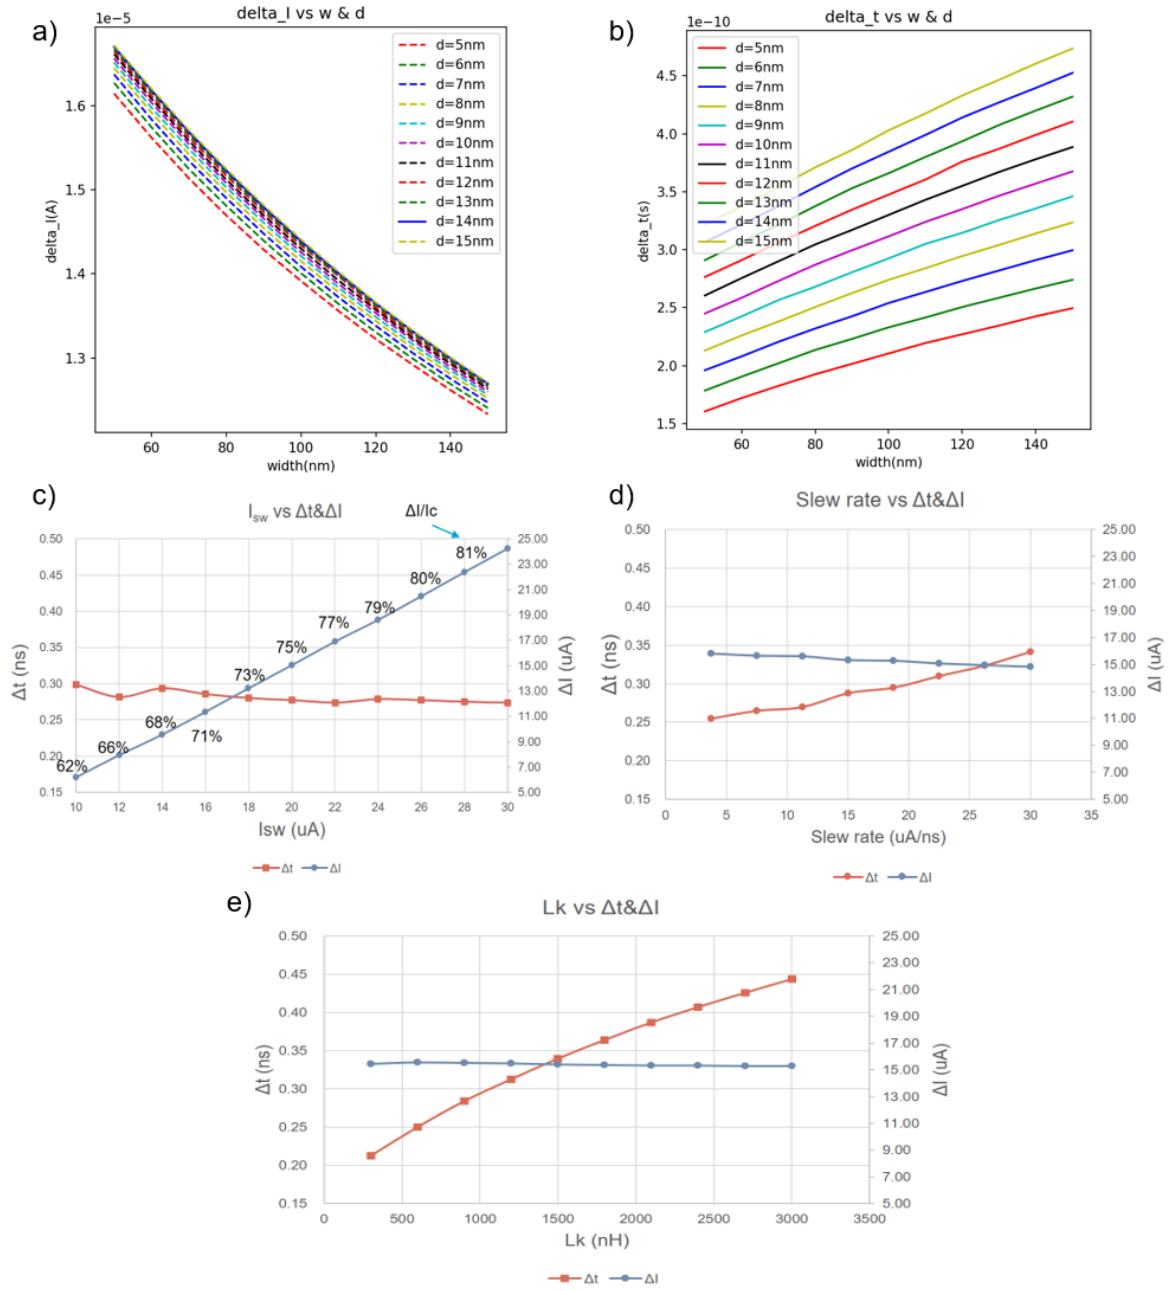 a)
delta_I vs w & d
1e−5
delta_I(A)
1.6
1.5
1.4
1.3
60 80 100 120 140
width(nm)
d=5nm
d=6nm
d=7nm
d=8nm
d=9nm
d=10nm
d=11nm
d=12nm
d=13nm
d=14nm
d=15nm
b)
delta_t vs w & d
1e−10
delta_t(s)
4.5
4.0
3.5
3.0
2.5
2.0
1.5
60 80 100 120 140
width(nm)
d=5nm
d=6nm
d=7nm
d=8nm
d=9nm
d=10nm
d=11nm
d=12nm
d=13nm
d=14nm
d=15nm
c)
Isw vs Δt&ΔI
ΔI/Ic
Δt (ns)
0.50
0.45
0.40
0.35
0.30
0.25
0.20
0.15
62%
66%
68%
71%
73%
75%
77%
79%
80%
81%
25.00
23.00
21.00
19.00
17.00
15.00
13.00
11.00
9.00
7.00
5.00
ΔI (uA)
10 12 14 16 18 20 22 24 26 28 30
Isw (uA)
Δt ΔI
d)
Slew rate vs Δt&ΔI
Δt (ns)
0.50
0.45
0.40
0.35
0.30
0.25
0.20
0.15
25.00
23.00
21.00
19.00
17.00
15.00
13.00
11.00
9.00
7.00
5.00
ΔI (uA)
0 5 10 15 20 25 30 35
Slew rate (uA/ns)
Δt ΔI
e)
Lk vs Δt&ΔI
Δt (ns)
0.50
0.45
0.40
0.35
0.30
0.25
0.20
0.15
25.00
23.00
21.00
19.00
17.00
15.00
13.00
11.00
9.00
7.00
5.00
ΔI (uA)
0 500 1000 1500 2000 2500 3000 3500
Lk (nH)
Δt ΔI